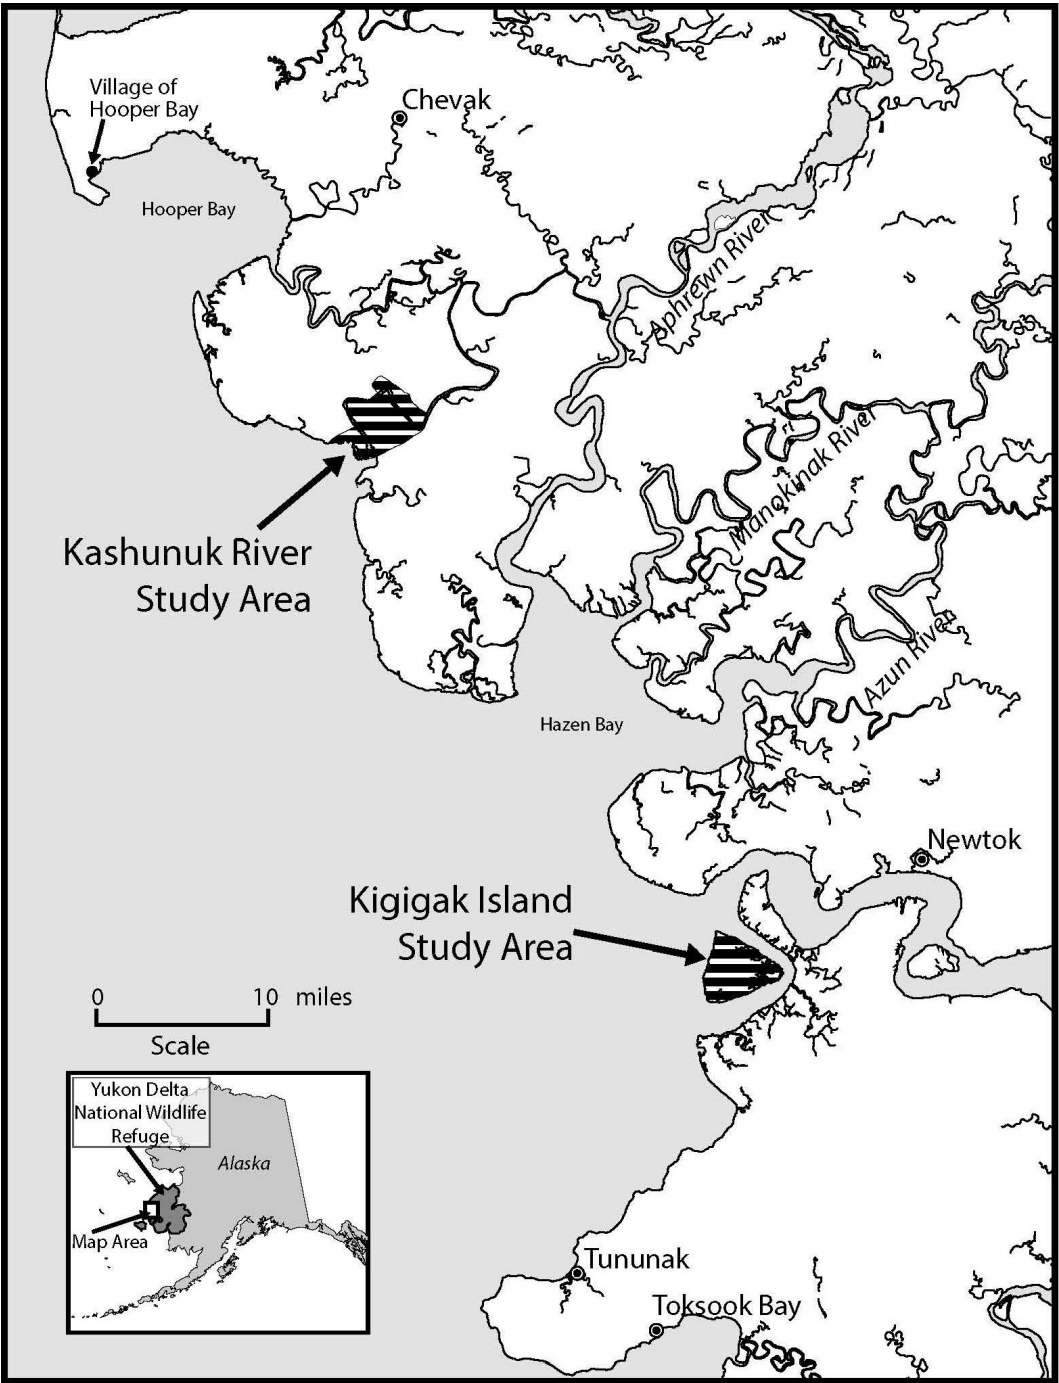 Village of
Hooper Bay
Chevak
Hooper Bay
Aphrewn River
Manokinak River
Kashunuk River
Study Area
Azun River
Hazen Bay
Newtok
Kigigak Island
Study Area
0 10 miles
Scale
Yukon Delta
National Wildlife
Refuge
Alaska
Map Area
Tununak
Toksook Bay